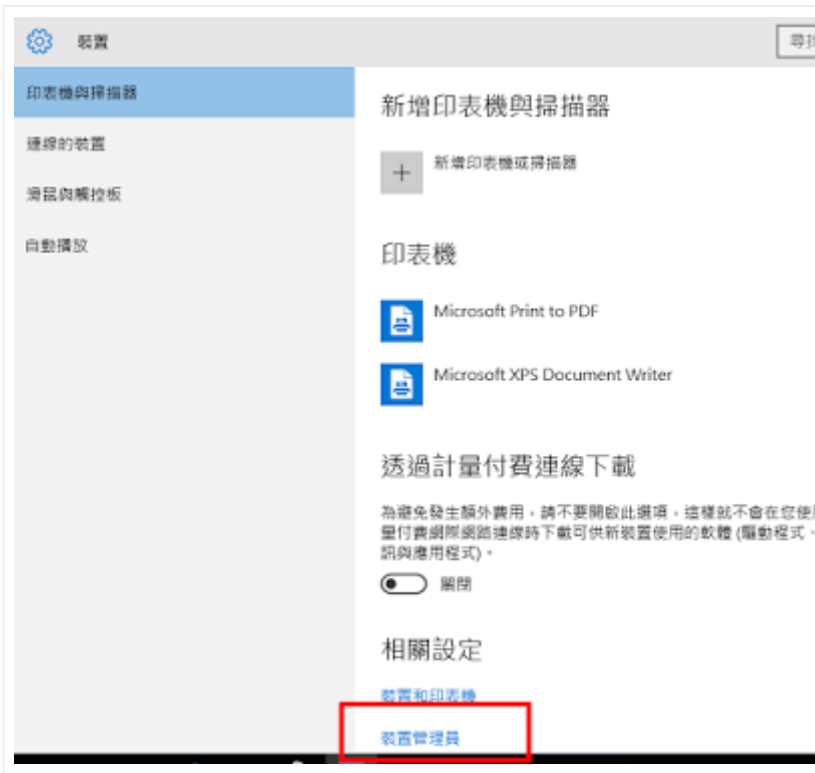 裝置
尋找
印表機與掃描器
連線的裝置
滑鼠與觸控板
自動播放
新增印表機與掃描器
新增印表機或掃描器
印表機
Microsoft Print to PDF
Microsoft XPS Document Writer
透過計量付費連線下載
為避免發生額外費用，請不要開啟此選項，這樣就不會在您使用
量付費網際網路連線時下載可供新裝置使用的軟體 (驅動程式、
訊與應用程式)。
關閉
相關設定
裝置和印表機
裝置管理員